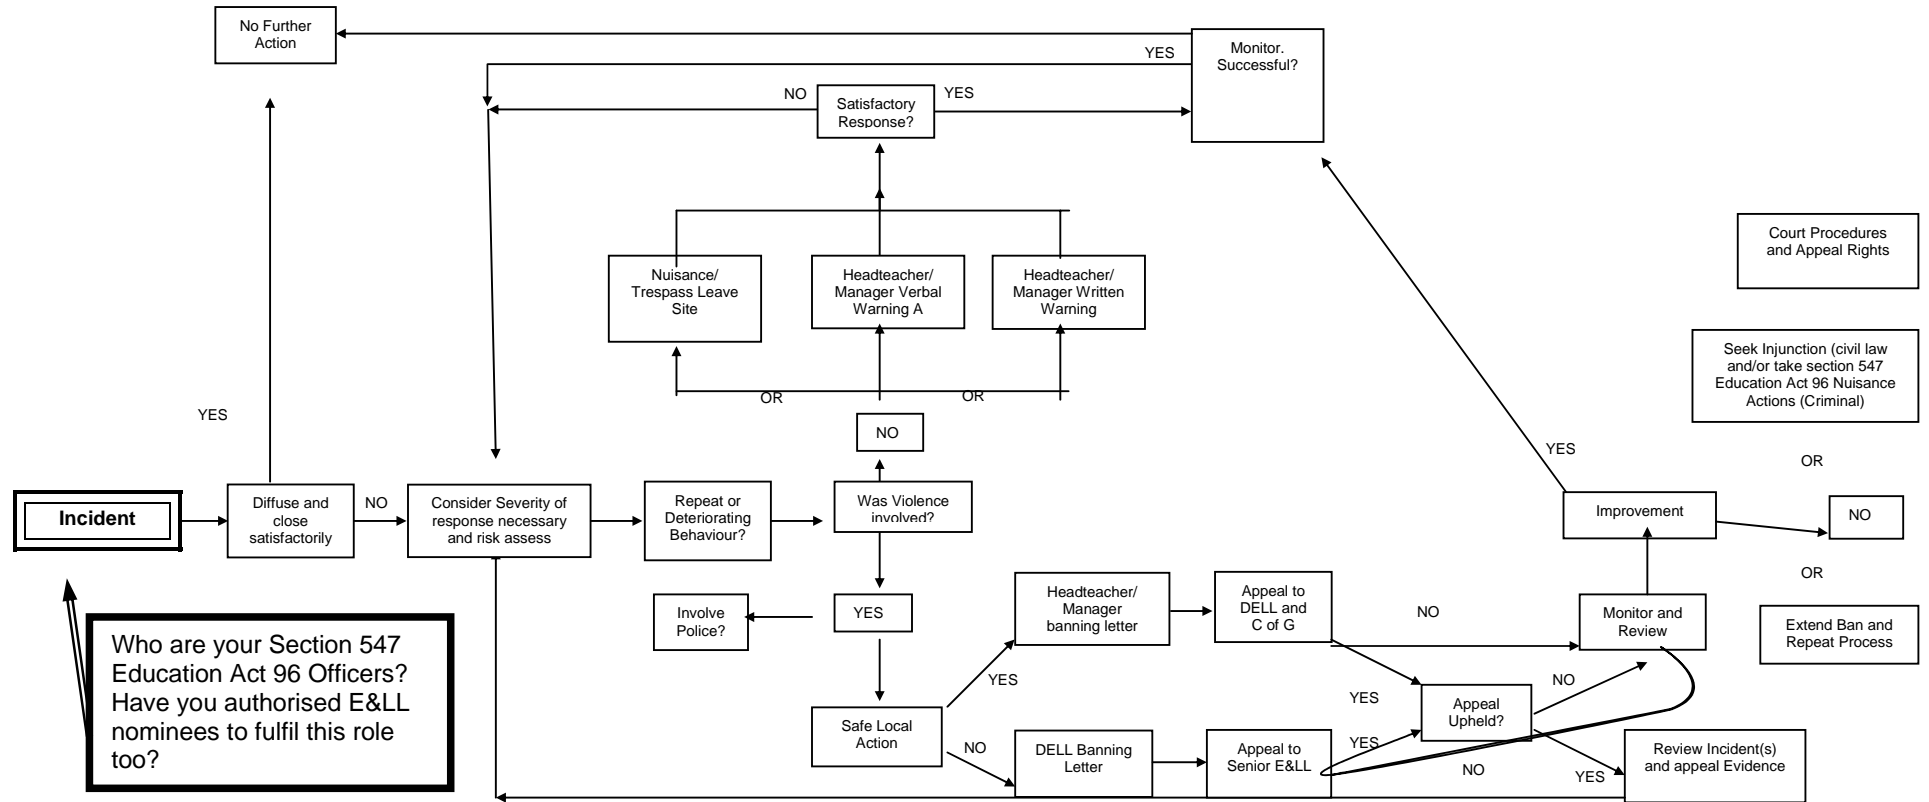 No Further
Action
YES
Monitor.
Successful?
NO
Satisfactory
Response?
YES
Nuisance/
Trespass Leave
Site
Headteacher/
Manager Verbal
Warning A
Headteacher/
Manager Written
Warning
Court Procedures
and Appeal Rights
Seek Injunction (civil law
and/or take section 547
Education Act 96 Nuisance
Actions (Criminal)
OR
OR
YES
NO
YES
OR
Incident
Diffuse and
close
satisfactorily
NO
Consider Severity of
response necessary
and risk assess
Repeat or
Deteriorating
Behaviour?
Was Violence
involved?
Improvement
NO
OR
Involve
Police?
YES
Headteacher/
Manager
banning letter
Appeal to
DELL and
C of G
NO
Monitor and
Review
Extend Ban and
Repeat Process
Who are your Section 547
Education Act 96 Officers?
Have you authorised E&LL
nominees to fulfil this role
too?
YES
YES
NO
Safe Local
Action
Appeal
Upheld?
NO
DELL Banning
Letter
Appeal to
Senior E&LL
YES
NO
YES
Review Incident(s)
and appeal Evidence